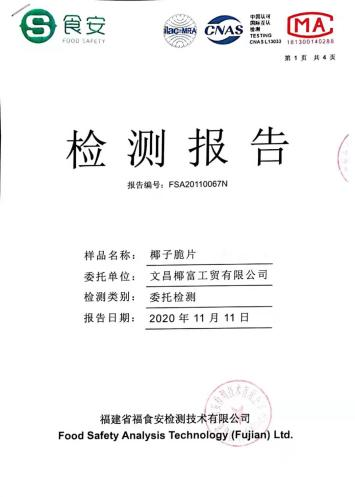 食安
FOOD SAFETY
ilac-MRA
CNAS
中国认可
国际互认
检测
TESTING
CNAS L13033
MA
181300140288
第 1 页 共 4 页
检测报告
报告编号：FSA20110067N
样品名称： 椰子脆片
委托单位： 文昌椰富工贸有限公司
检测类别： 委托检测
报告日期： 2020 年 11 月 11 日
福建省福食安检测技术有限公司
Food Safety Analysis Technology (Fujian) Ltd.